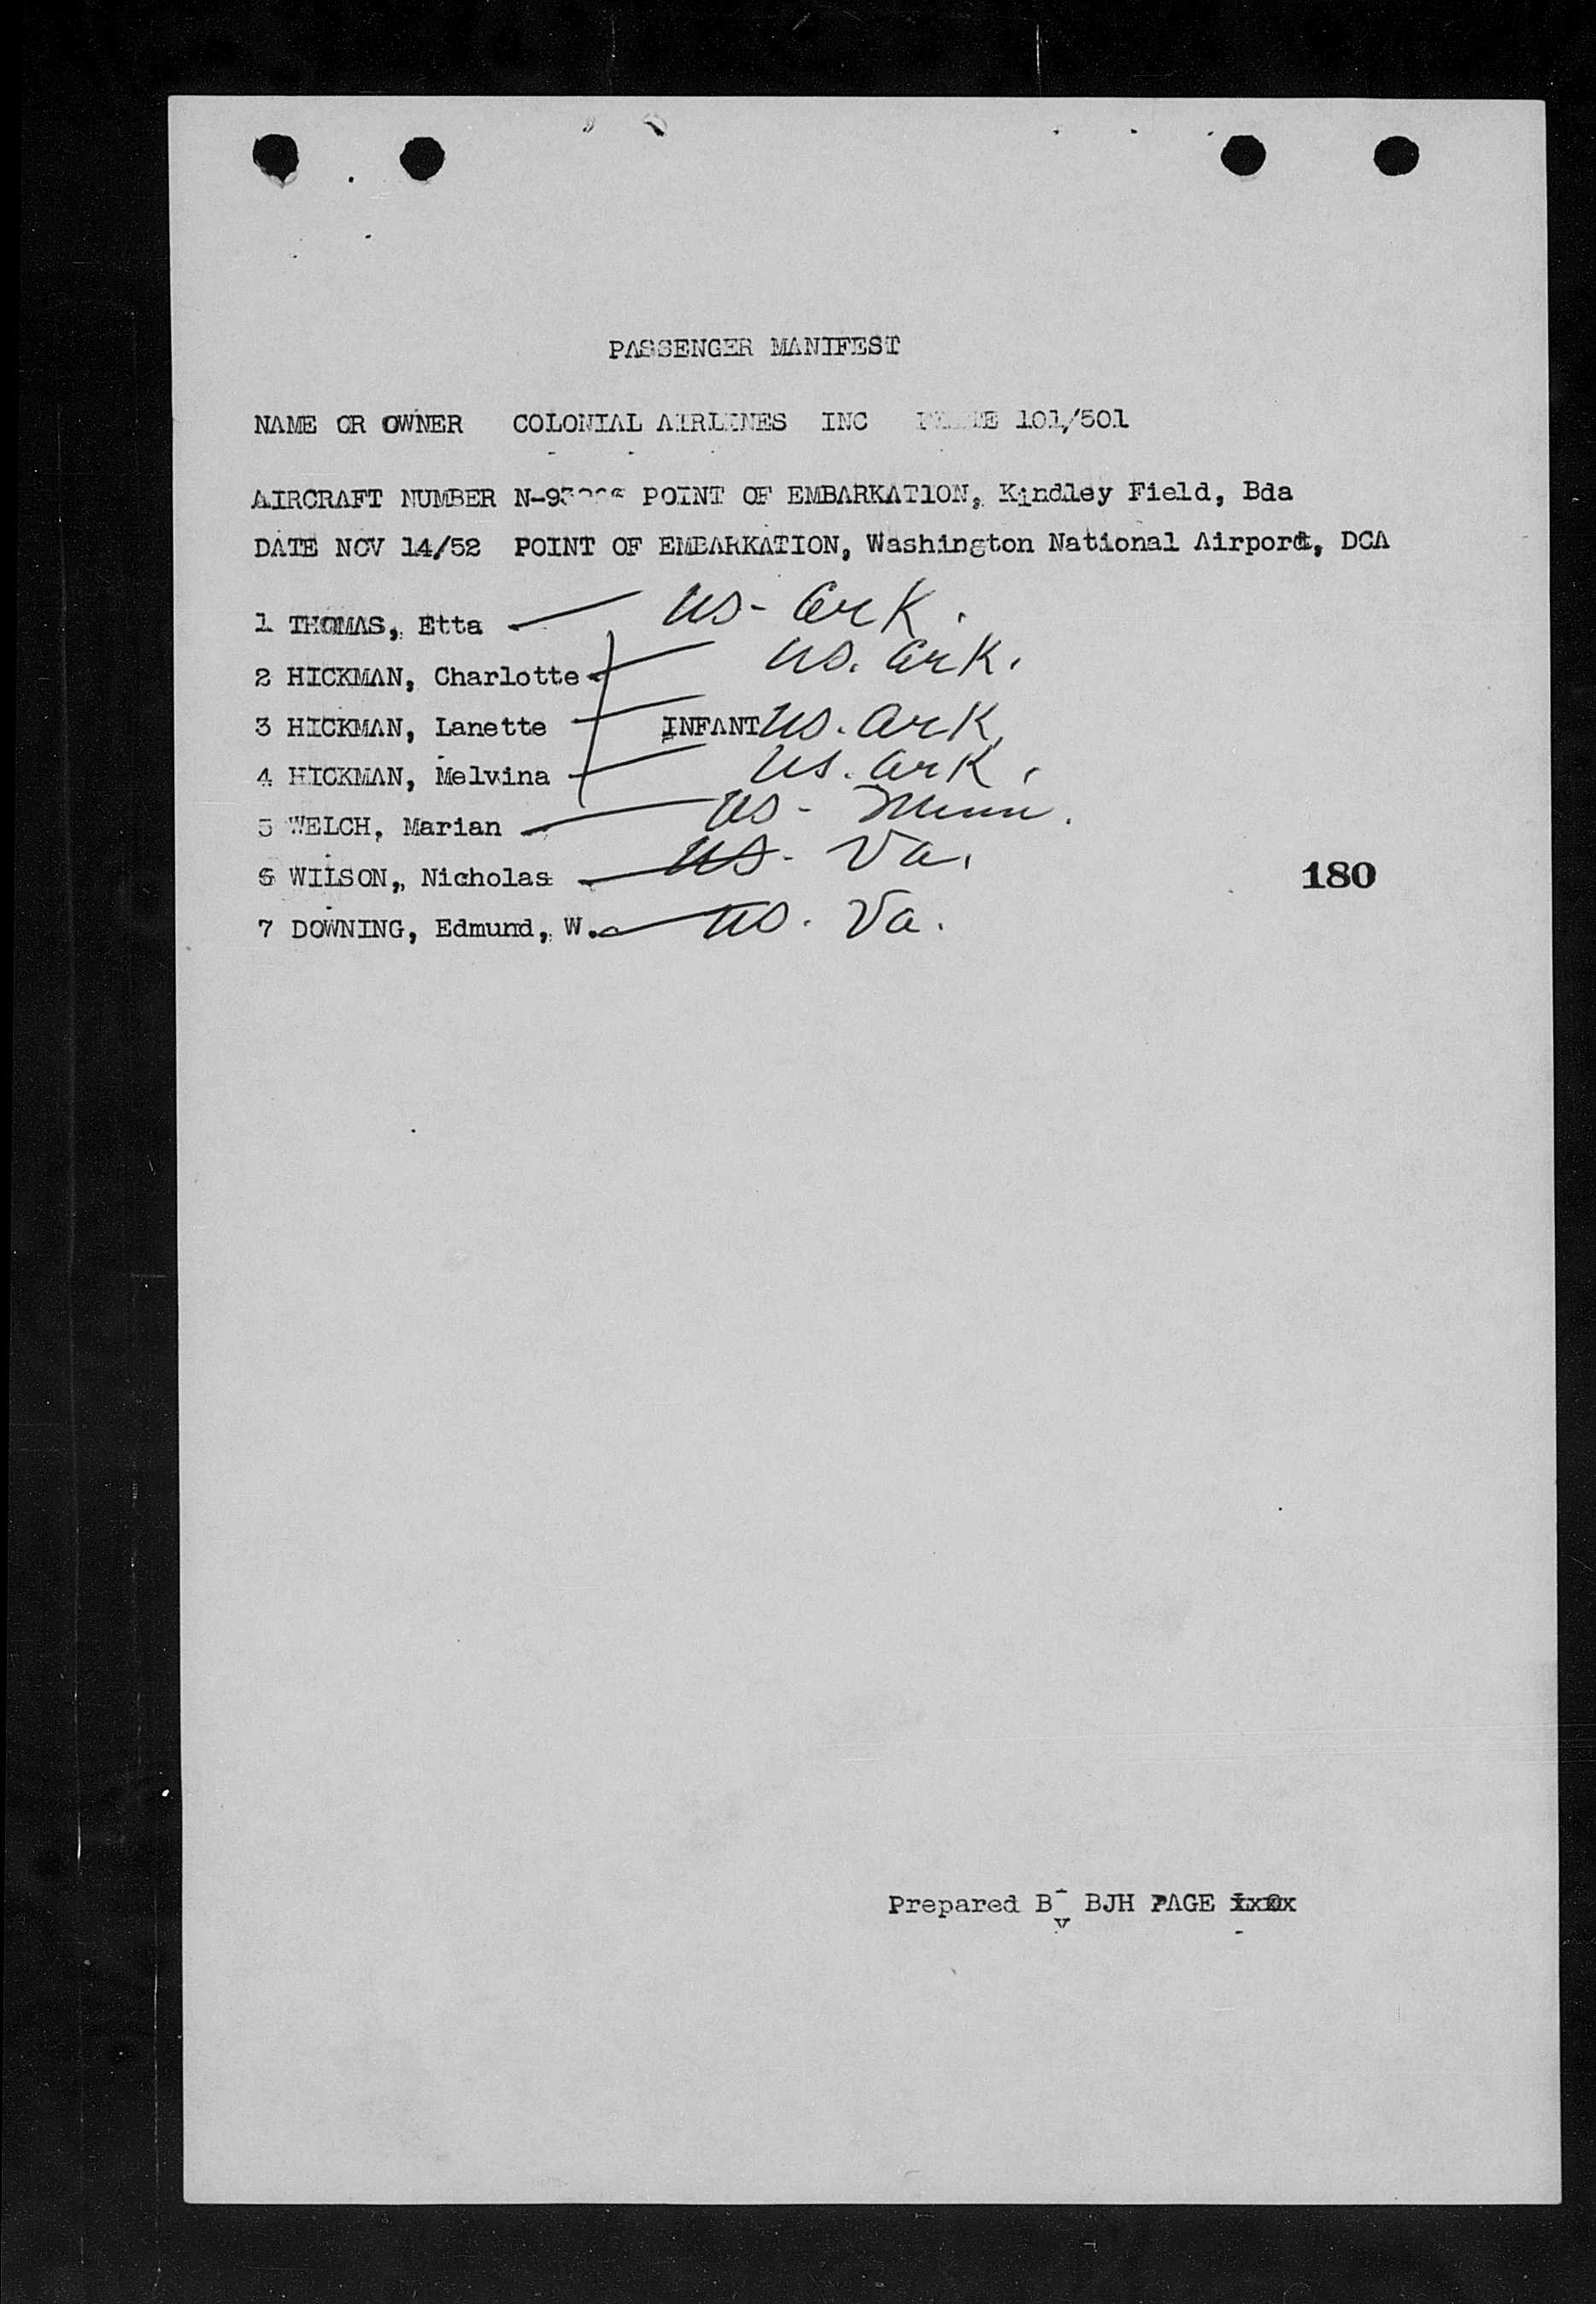 PASSENGER MANIFEST
NAME OR OWNER COLONIAL AIRLINES INC 101/501
AIRCRAFT NUMBER POINT OF EMBARKATION, Kindley Field, Bda
DATE NOV 14/52 POINT OF EMBARKATION, Washington National Airport, DCA
1 THOMAS, Etta US- Ark.
2 HICKMAN, Charlotte US. Ark.
3 HICKMAN, Lanette INFANT US. Ark.
4 HICKMAN, Melvina US. Ark.
5 WELCH, Marian US- Minn.
6 WILSON, Nicholas US- Va.
180
7 DOWNING, Edmund, W. US. Va.
Prepared By BJH PAGE